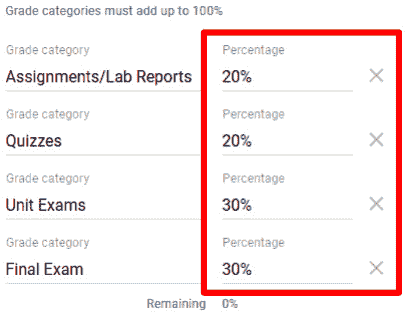 Grade categories must add up to 100%
Grade category Percentage
Assignments/Lab Reports 20%
Grade category Percentage
Quizzes 20%
Grade category Percentage
Unit Exams 30%
Grade category Percentage
Final Exam 30%
Remaining 0%